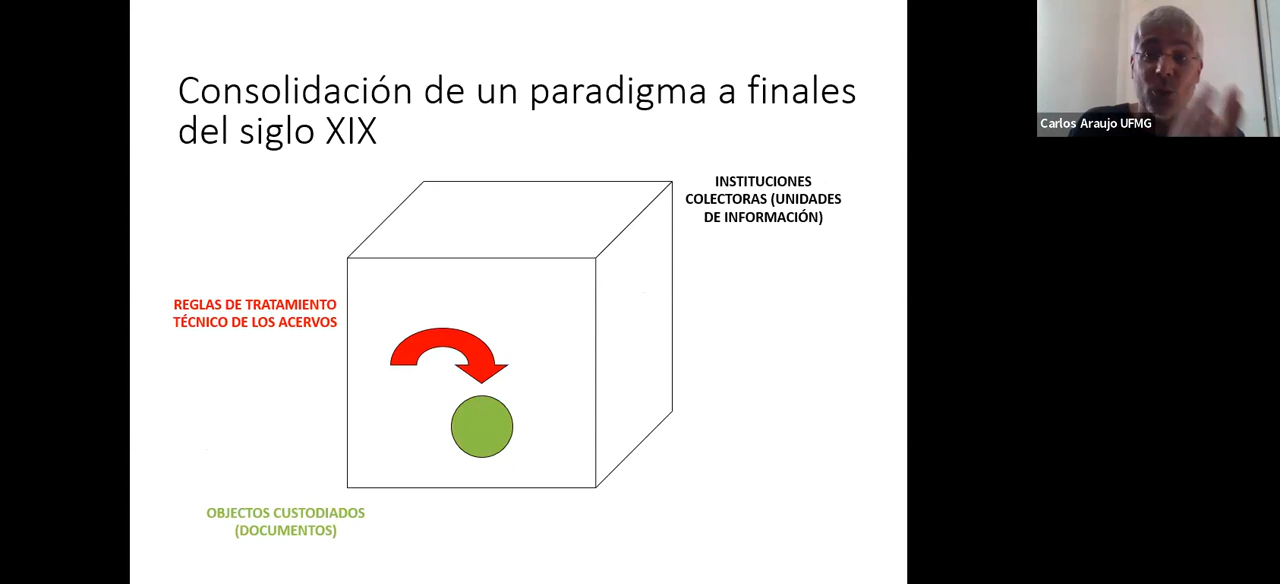 Consolidación de un paradigma a finales
del siglo XIX
INSTITUCIONES
COLECTORAS (UNIDADES
DE INFORMACIÓN)
REGLAS DE TRATAMIENTO
TÉCNICO DE LOS ACERVOS
OBJECTOS CUSTODIADOS
(DOCUMENTOS)
Carlos Araujo UFMG